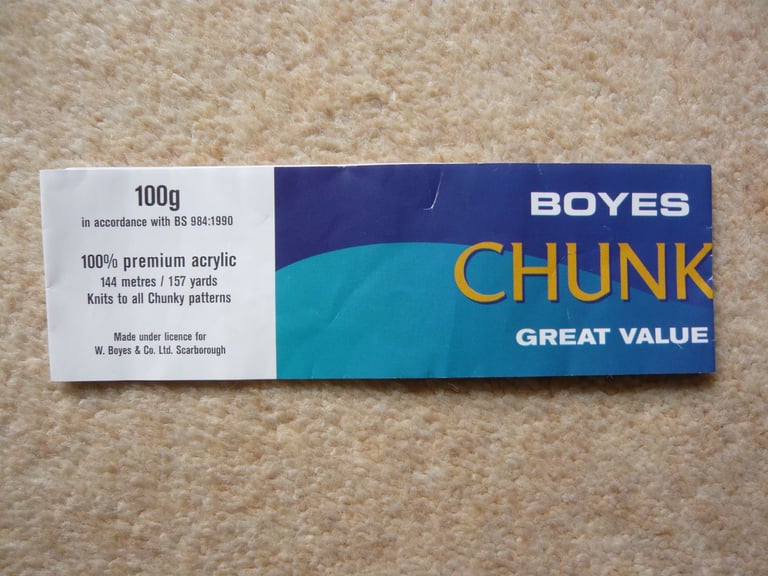 100g
in accordance with BS 984:1990
100% premium acrylic
144 metres / 157 yards
Knits to all Chunky patterns
Made under licence for
W. Boyes & Co. Ltd. Scarborough
BOYES
CHUNK
GREAT VALUE